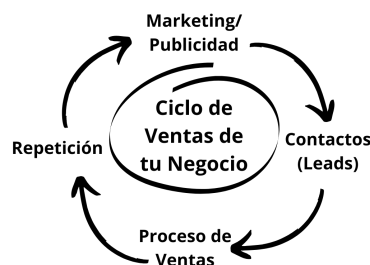 Marketing/
Publicidad
Ciclo de
Ventas de
tu Negocio
Contactos
(Leads)
Proceso de
Ventas
Repetición